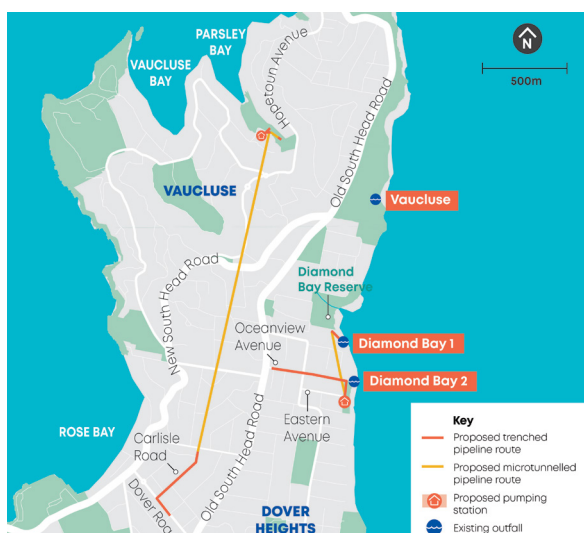 PARSLEY
BAY
VAUCLUSE
BAY
Hopetoun Avenue
Old South Head Road
N
500m
VAUCLUSE
Vaucluse
New South Head Road
Diamond
Bay Reserve
Oceanview
Avenue
Diamond Bay 1
Diamond Bay 2
Eastern
Avenue
ROSE BAY
Carlisle
Road
Old South Head Road
Dover Road
DOVER
HEIGHTS
Key
Proposed trenched
pipeline route
Proposed microtunnelled
pipeline route
Proposed pumping
station
Existing outfall